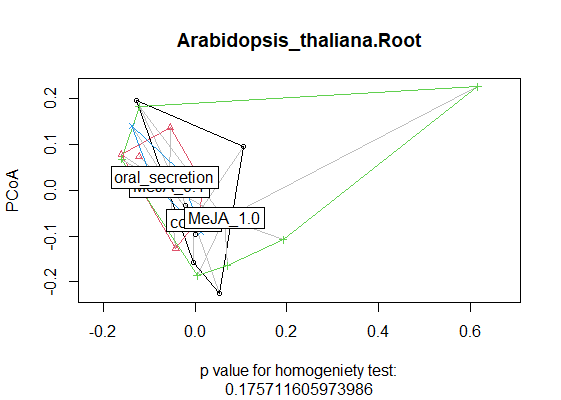 Arabidopsis_thaliana.Root
PCoA
0.2
0.1
0.0
-0.1
-0.2
oral_secretion
MeJA_1.0
-0.2
0.0
0.2
0.4
0.6
p value for homogeniety test:
0.175711605973986